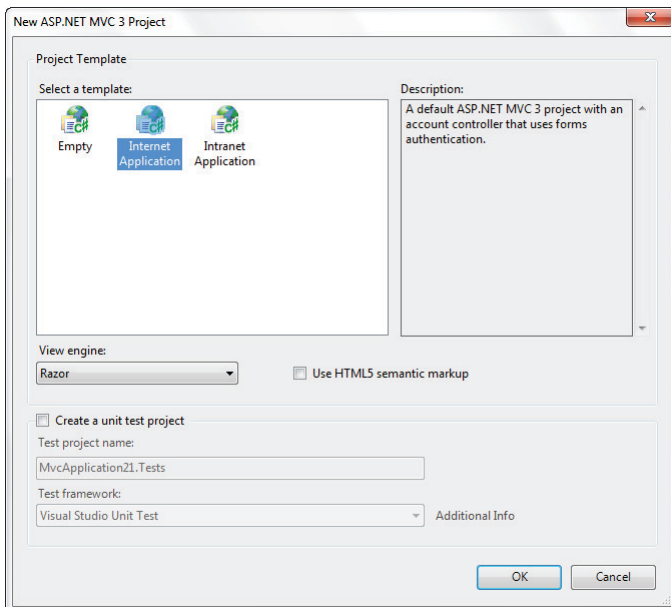 New ASP.NET MVC 3 Project
Project Template
Select a template:
Description:
Empty
Internet
Application
Intranet
Application
A default ASP.NET MVC 3 project with an
account controller that uses forms
authentication.
View engine:
Razor
Use HTML5 semantic markup
Create a unit test project
Test project name:
MvcApplication21.Tests
Test framework:
Visual Studio Unit Test
Additional Info
OK
Cancel